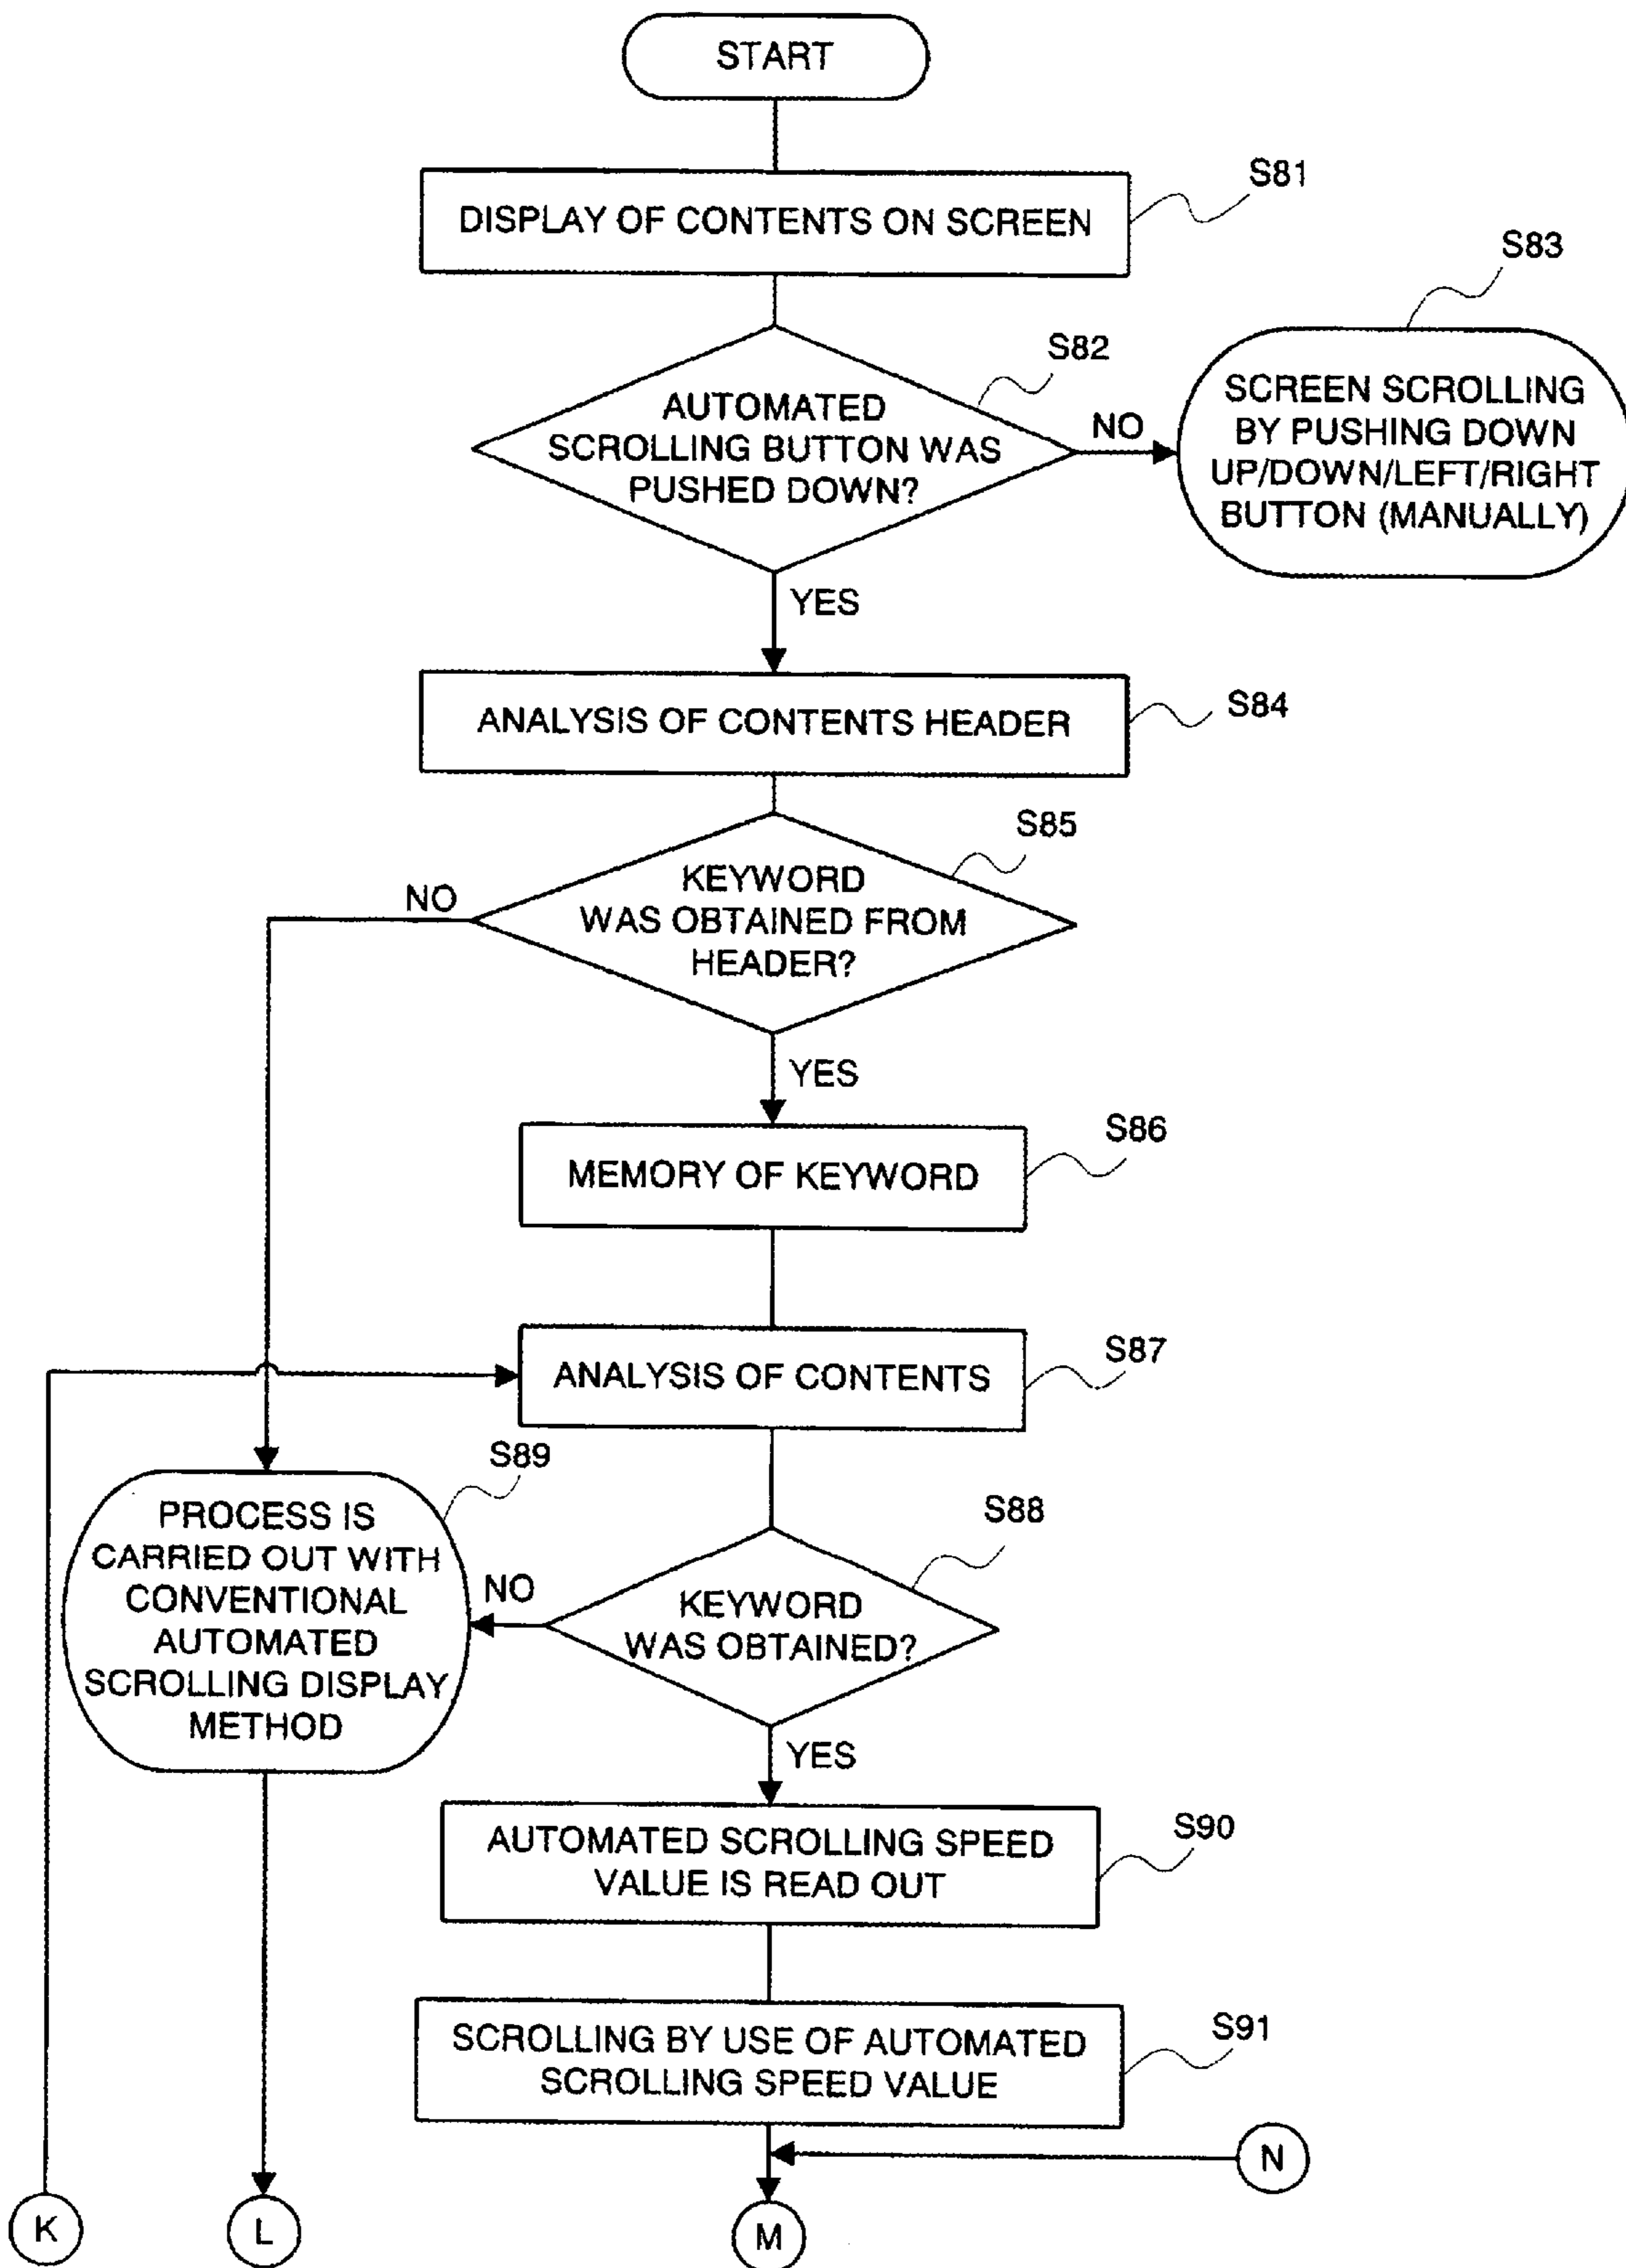 START
S81
DISPLAY OF CONTENTS ON SCREEN
S83
S82
AUTOMATED
SCROLLING BUTTON WAS
PUSHED DOWN?
NO
SCREEN SCROLLING
BY PUSHING DOWN
UP/DOWN/LEFT/RIGHT
BUTTON (MANUALLY)
YES
ANALYSIS OF CONTENTS HEADER
S84
S85
NO
KEYWORD
WAS OBTAINED FROM
HEADER?
YES
S86
MEMORY OF KEYWORD
S87
ANALYSIS OF CONTENTS
S89
PROCESS IS
CARRIED OUT WITH
CONVENTIONAL
AUTOMATED
SCROLLING DISPLAY
METHOD
S88
NO
KEYWORD
WAS OBTAINED?
YES
S90
AUTOMATED SCROLLING SPEED
VALUE IS READ OUT
S91
SCROLLING BY USE OF AUTOMATED
SCROLLING SPEED VALUE
N
K
L
M